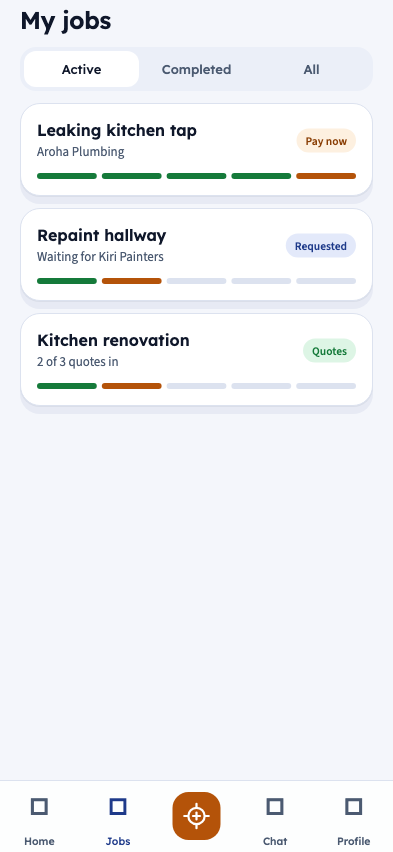 My jobs
Active
Completed
All
Leaking kitchen tap
Aroha Plumbing
Pay now
Repaint hallway
Waiting for Kiri Painters
Requested
Kitchen renovation
2 of 3 quotes in
Quotes
Home
Jobs
Chat
Profile